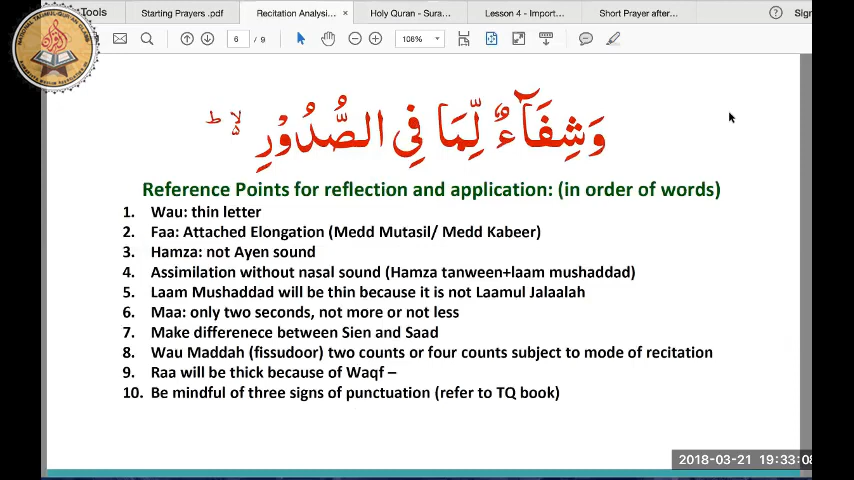 Tools
Starting Prayers .pdf
Recitation Analysi... ×
Holy Quran - Sura...
Lesson 4 - Import...
Short Prayer after...
Sign
6 / 9
108%
وَشِفَآءٌ لِّمَا فِی الصُّدُوْرِ ۙ ط
Reference Points for reflection and application: (in order of words)
1. Wau: thin letter
2. Faa: Attached Elongation (Medd Mutasil/ Medd Kabeer)
3. Hamza: not Ayen sound
4. Assimilation without nasal sound (Hamza tanween+laam mushaddad)
5. Laam Mushaddad will be thin because it is not Laamul Jalaalah
6. Maa: only two seconds, not more or not less
7. Make differenece between Sien and Saad
8. Wau Maddah (fissudoor) two counts or four counts subject to mode of recitation
9. Raa will be thick because of Waqf –
10. Be mindful of three signs of punctuation (refer to TQ book)
2018-03-21 19:33:08